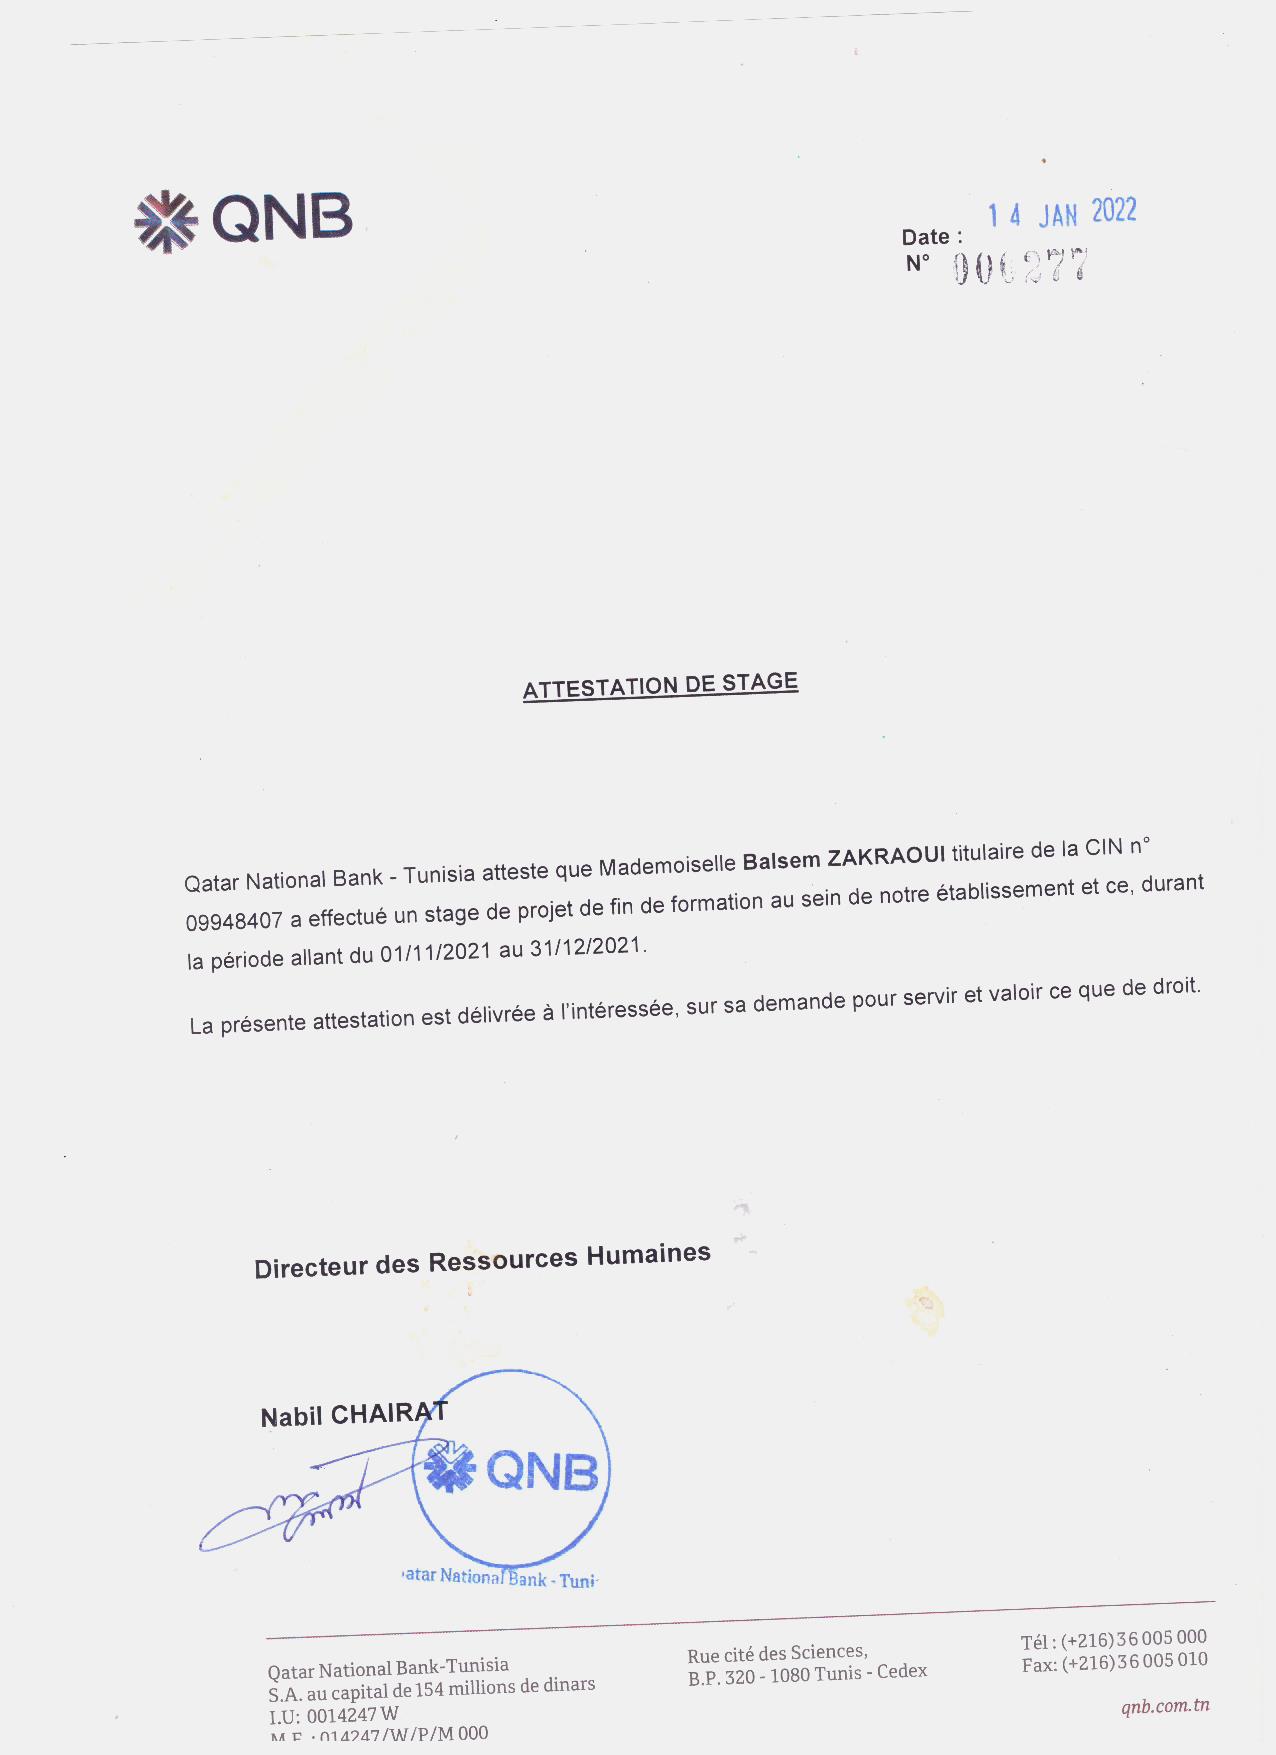 QNB
Date : 14 JAN 2022
N° 000277
ATTESTATION DE STAGE
Qatar National Bank - Tunisia atteste que Mademoiselle Balsem ZAKRAOUI titulaire de la CIN n°
09948407 a effectué un stage de projet de fin de formation au sein de notre établissement et ce, durant
la période allant du 01/11/2021 au 31/12/2021.
La présente attestation est délivrée à l'intéressée, sur sa demande pour servir et valoir ce que de droit.
Directeur des Ressources Humaines
Nabil CHAIRAT
QNB
atar National Bank - Tuni
Qatar National Bank-Tunisia
S.A. au capital de 154 millions de dinars
I.U: 0014247 W
M.F. : 014247/W/P/M 000
Rue cité des Sciences,
B.P. 320 - 1080 Tunis - Cedex
Tél : (+216)36 005 000
Fax: (+216)36 005 010
qnb.com.tn